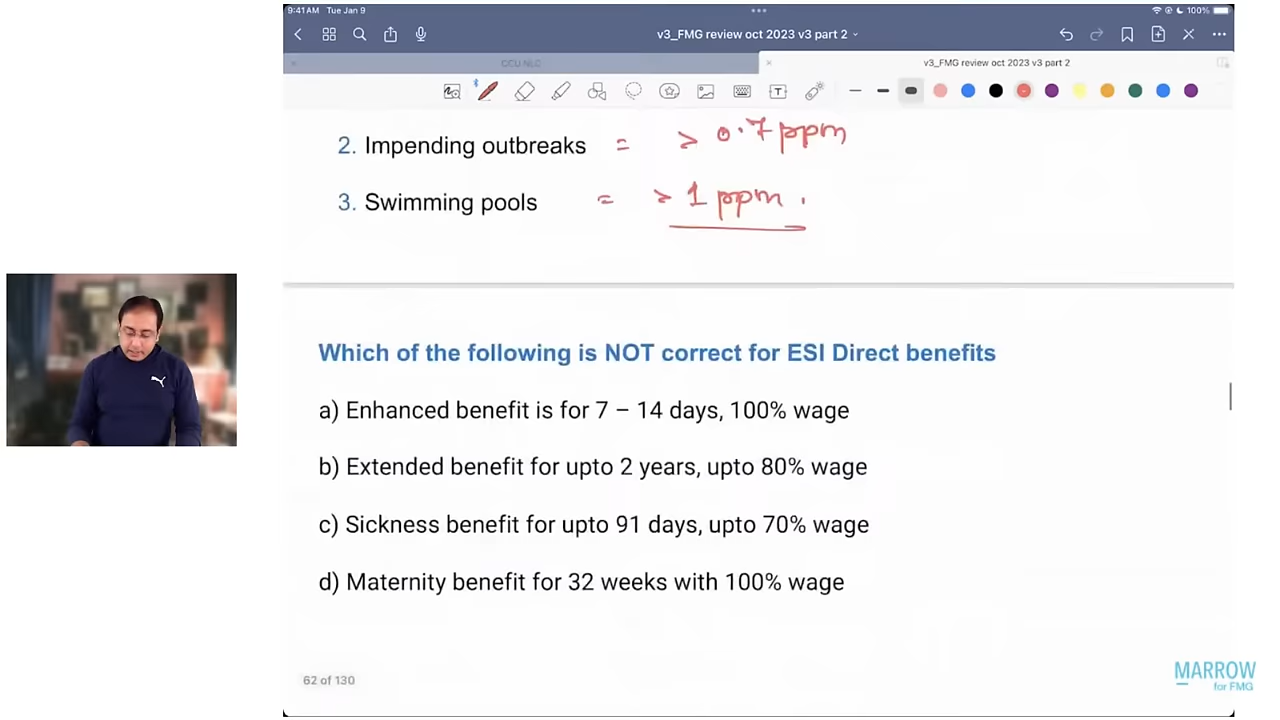 9:41 AM Tue Jan 9
100%
v3_FMG review oct 2023 v3 part 2
CCU NLC
v3_FMG review oct 2023 v3 part 2
2. Impending outbreaks = > 0.7 ppm
3. Swimming pools = > 1 ppm.
Which of the following is NOT correct for ESI Direct benefits
a) Enhanced benefit is for 7 – 14 days, 100% wage
b) Extended benefit for upto 2 years, upto 80% wage
c) Sickness benefit for upto 91 days, upto 70% wage
d) Maternity benefit for 32 weeks with 100% wage
62 of 130
MARROW
for FMG